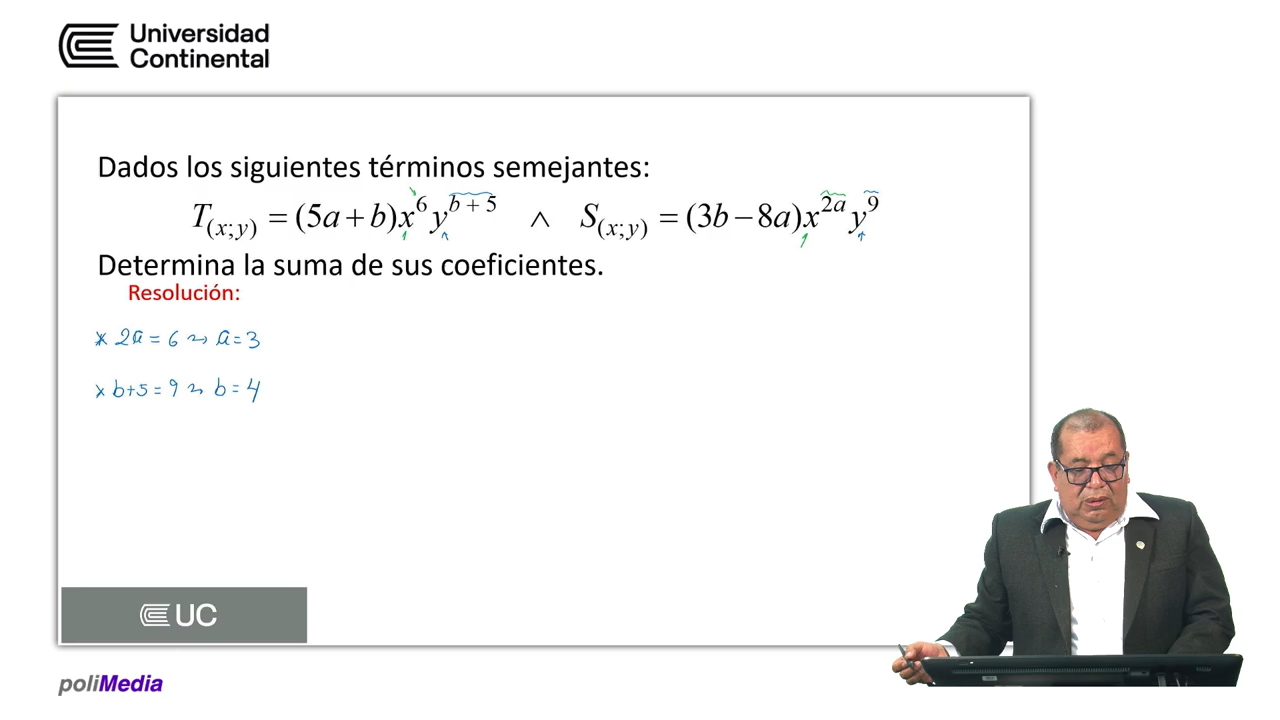 Universidad
Continental
Dados los siguientes términos semejantes:
T(x;y) = (5a + b)x^6 y^(b + 5) ∧ S(x;y) = (3b − 8a)x^(2a) y^9
Determina la suma de sus coeficientes.
Resolución:
* 2a = 6 ~> a = 3
* b+5 = 9 ~> b = 4
UC
poliMedia